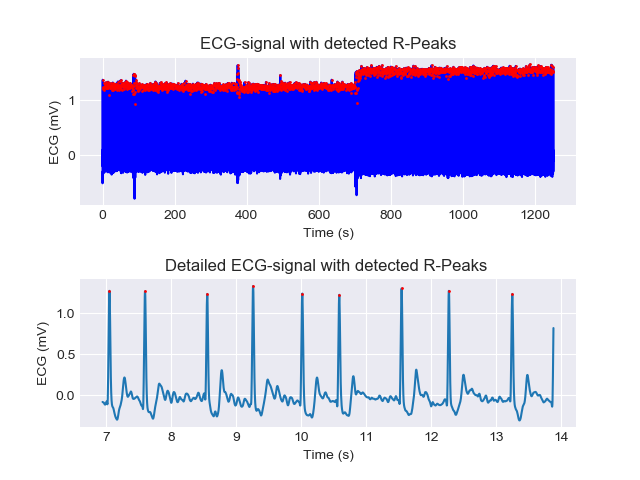 ECG-signal with detected R-Peaks
ECG (mV)
1
0
0 200 400 600 800 1000 1200
Time (s)
Detailed ECG-signal with detected R-Peaks
ECG (mV)
1.0
0.5
0.0
7 8 9 10 11 12 13 14
Time (s)